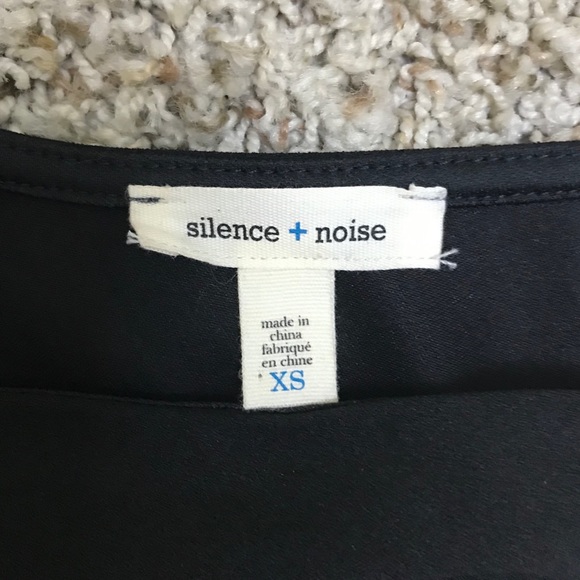 silence + noise
made in
china
fabriqué
en chine
XS